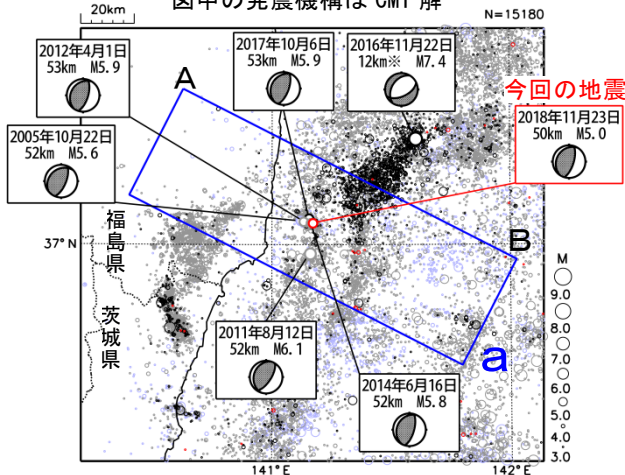 図中の発震機構は CMT 解
20km
N=15180
2012年4月1日
53km M5.9
2017年10月6日
53km M5.9
2016年11月22日
12km※ M7.4
今回の地震
2018年11月23日
50km M5.0
2005年10月22日
52km M5.6
A
B
a
37°N
福島県
茨城県
2011年8月12日
52km M6.1
2014年6月16日
52km M5.8
M
9.0
8.0
7.0
6.0
5.0
4.0
3.0
141°E
142°E